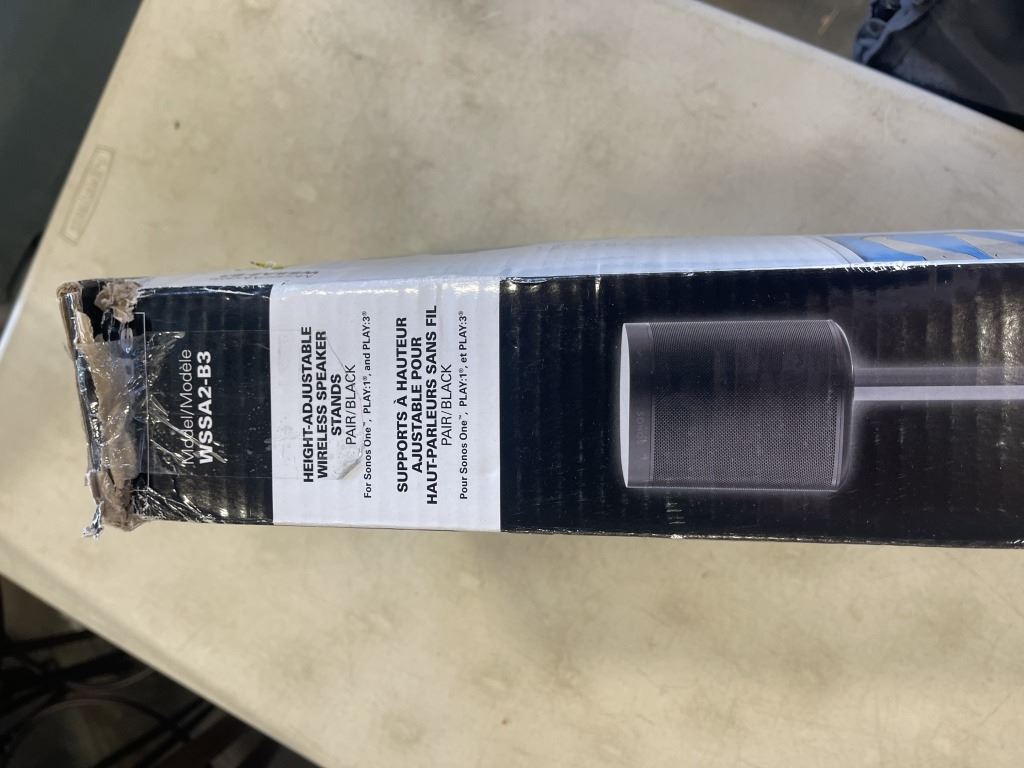 Model/Modèle
WSSA2-B3
HEIGHT-ADJUSTABLE
WIRELESS SPEAKER
STANDS
PAIR/BLACK
For Sonos One™, PLAY:1®, and PLAY:3®
SUPPORTS À HAUTEUR
AJUSTABLE POUR
HAUT-PARLEURS SANS FIL
PAIR/BLACK
Pour Sonos One™, PLAY:1®, et PLAY:3®
SONOS